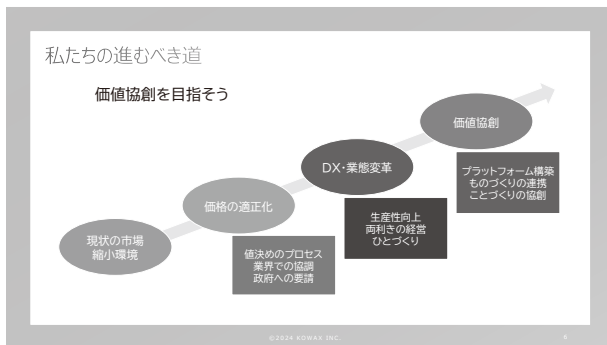 私たちの進むべき道
価値協創を目指そう
価値協創
プラットフォーム構築
ものづくりの連携
ことづくりの協創
DX・業態変革
生産性向上
両利きの経営
ひとづくり
価格の適正化
値決めのプロセス
業界での協調
政府への要請
現状の市場
縮小環境
©2024 KOWAS INC.